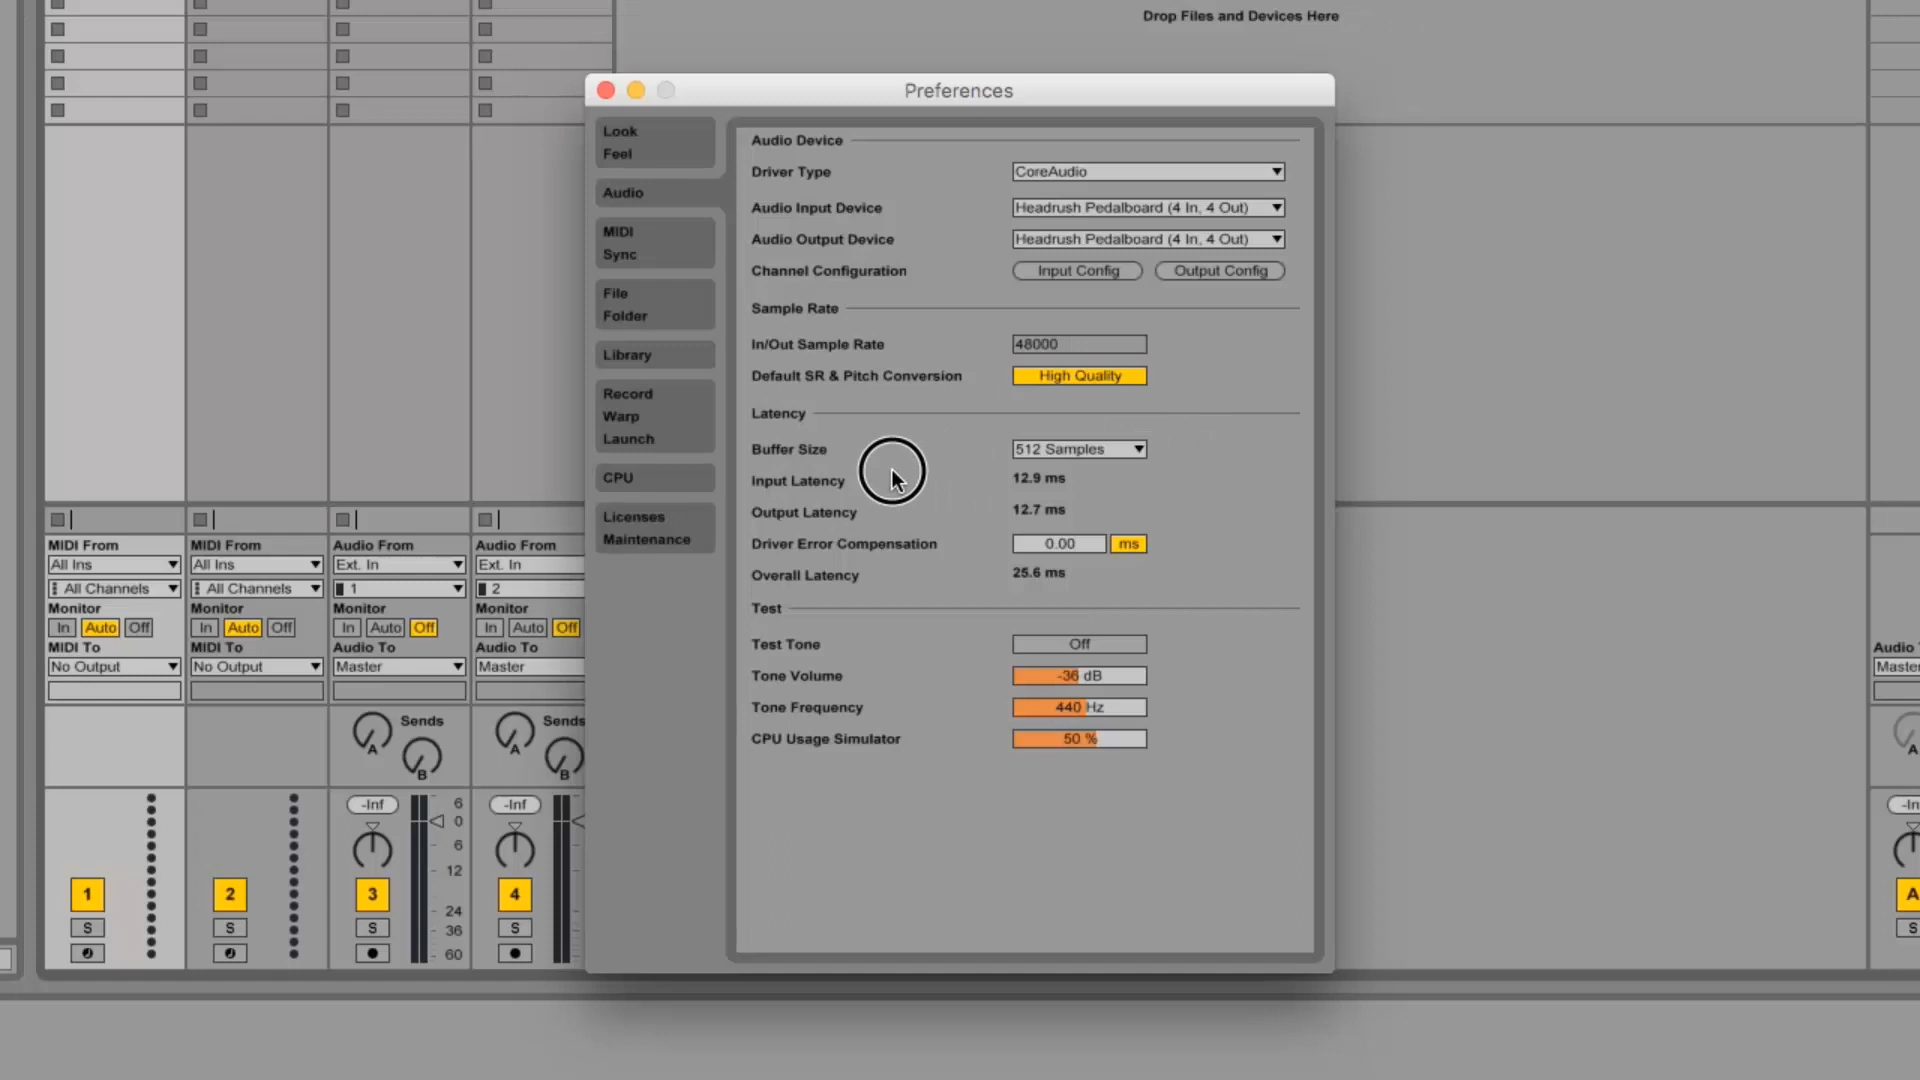 Drop Files and Devices Here
Preferences
Look
Feel
Audio
MIDI
Sync
File
Folder
Library
Record
Warp
Launch
CPU
Licenses
Maintenance
Audio Device
Driver Type CoreAudio
Audio Input Device Headrush Pedalboard (4 In, 4 Out)
Audio Output Device Headrush Pedalboard (4 In, 4 Out)
Channel Configuration Input Config Output Config
Sample Rate
In/Out Sample Rate 48000
Default SR & Pitch Conversion High Quality
Latency
Buffer Size 512 Samples
Input Latency 12.9 ms
Output Latency 12.7 ms
Driver Error Compensation 0.00 ms
Overall Latency 25.6 ms
Test
Test Tone Off
Tone Volume -36 dB
Tone Frequency 440 Hz
CPU Usage Simulator 50 %
MIDI From MIDI From Audio From Audio From
All Ins All Ins Ext. In Ext. In
All Channels All Channels 1 2
Monitor Monitor Monitor Monitor
In Auto Off In Auto Off In Auto Off In Auto Off
MIDI To MIDI To Audio To Audio To Audio
No Output No Output Master Master Master
Sends Sends
A B A B A
-Inf -Inf -In
6
0
6
12
24
36
60
1 2 3 4 A
S S S S S